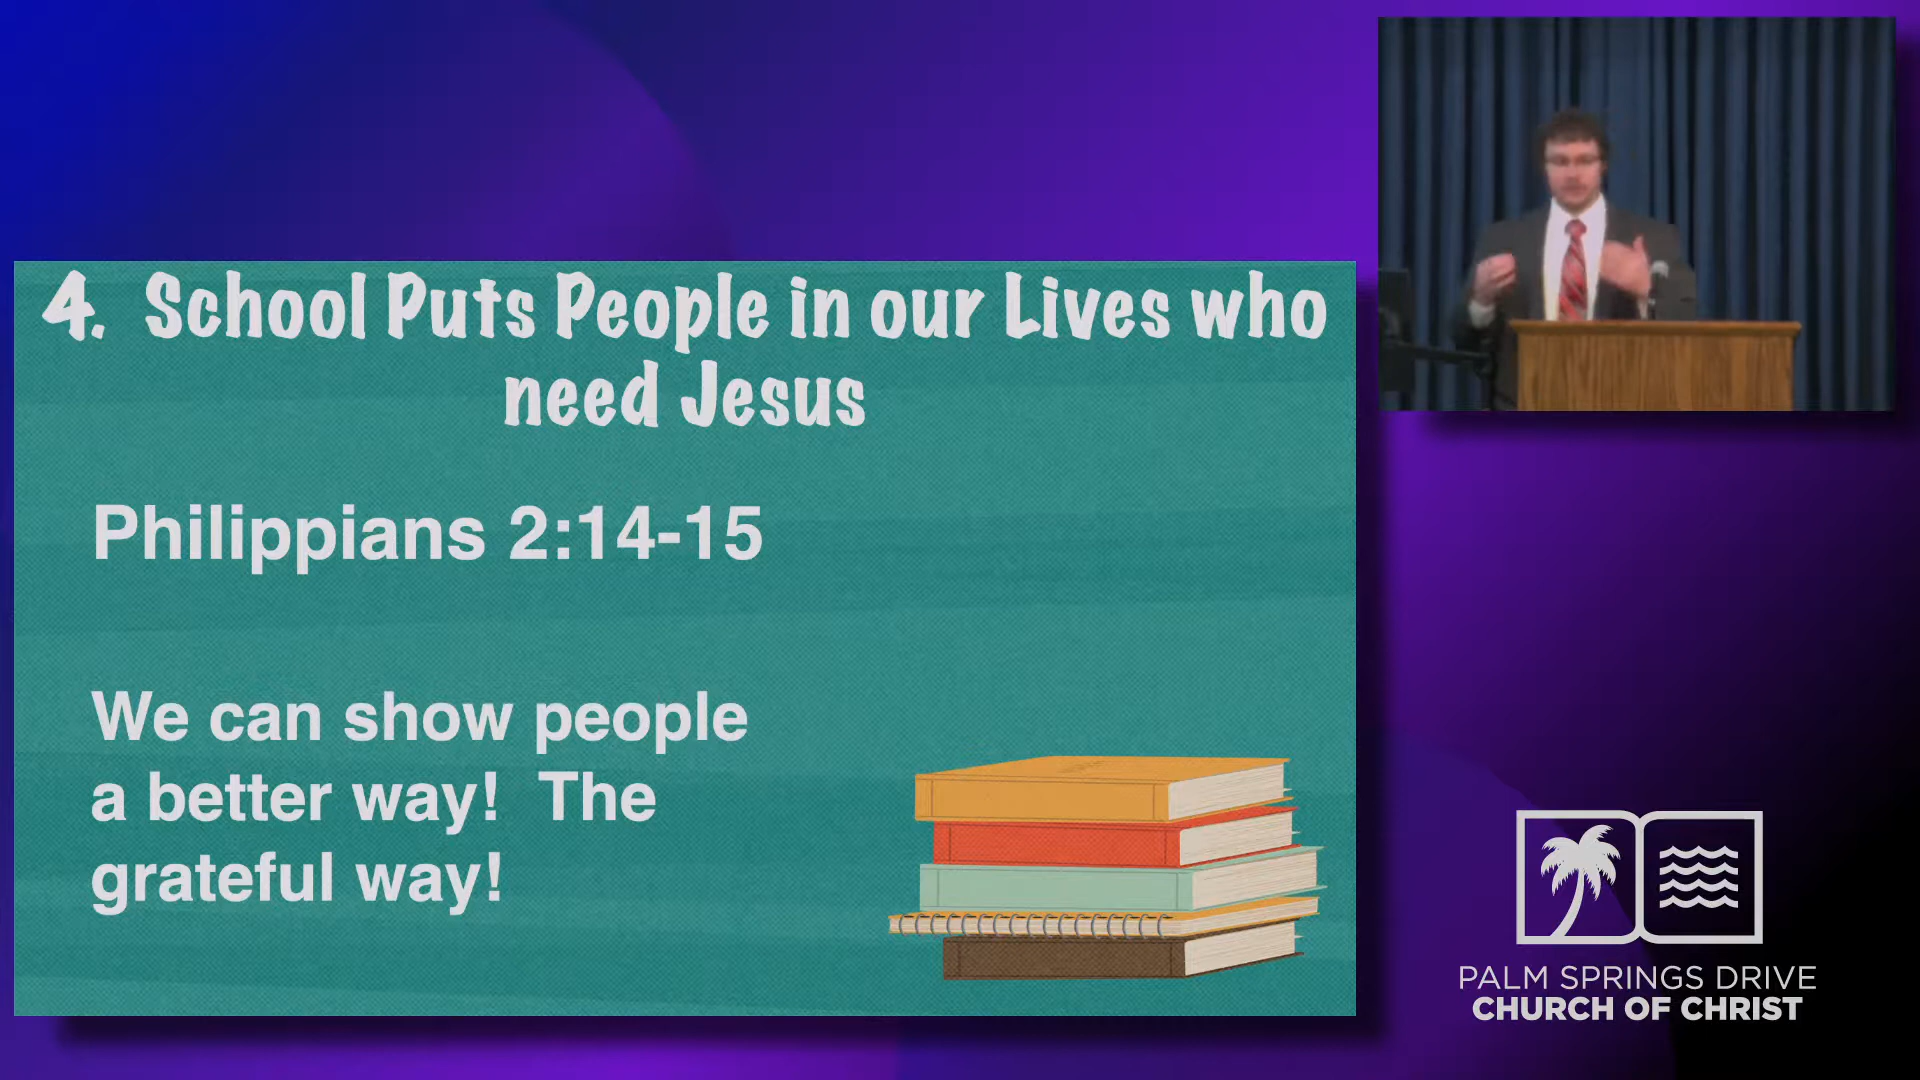 4. School Puts People in our Lives who
need Jesus
Philippians 2:14-15
We can show people
a better way! The
grateful way!
PALM SPRINGS DRIVE
CHURCH OF CHRIST